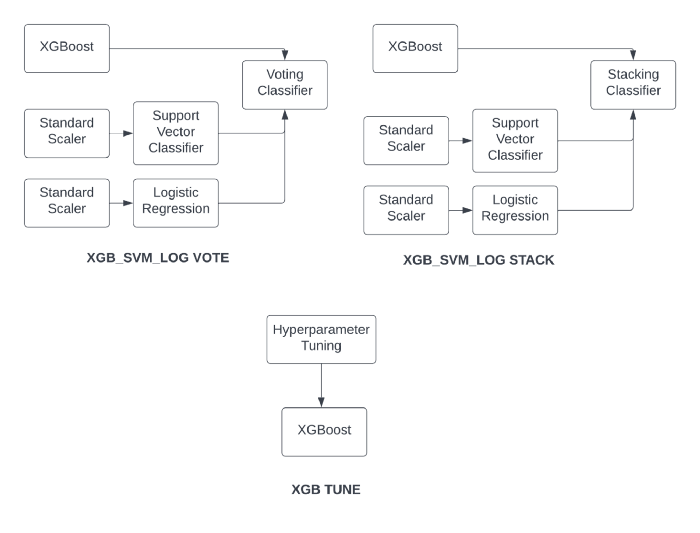 XGBoost
Voting
Classifier
Standard
Scaler
Support
Vector
Classifier
Standard
Scaler
Logistic
Regression
XGB_SVM_LOG VOTE
XGBoost
Stacking
Classifier
Standard
Scaler
Support
Vector
Classifier
Standard
Scaler
Logistic
Regression
XGB_SVM_LOG STACK
Hyperparameter
Tuning
XGBoost
XGB TUNE